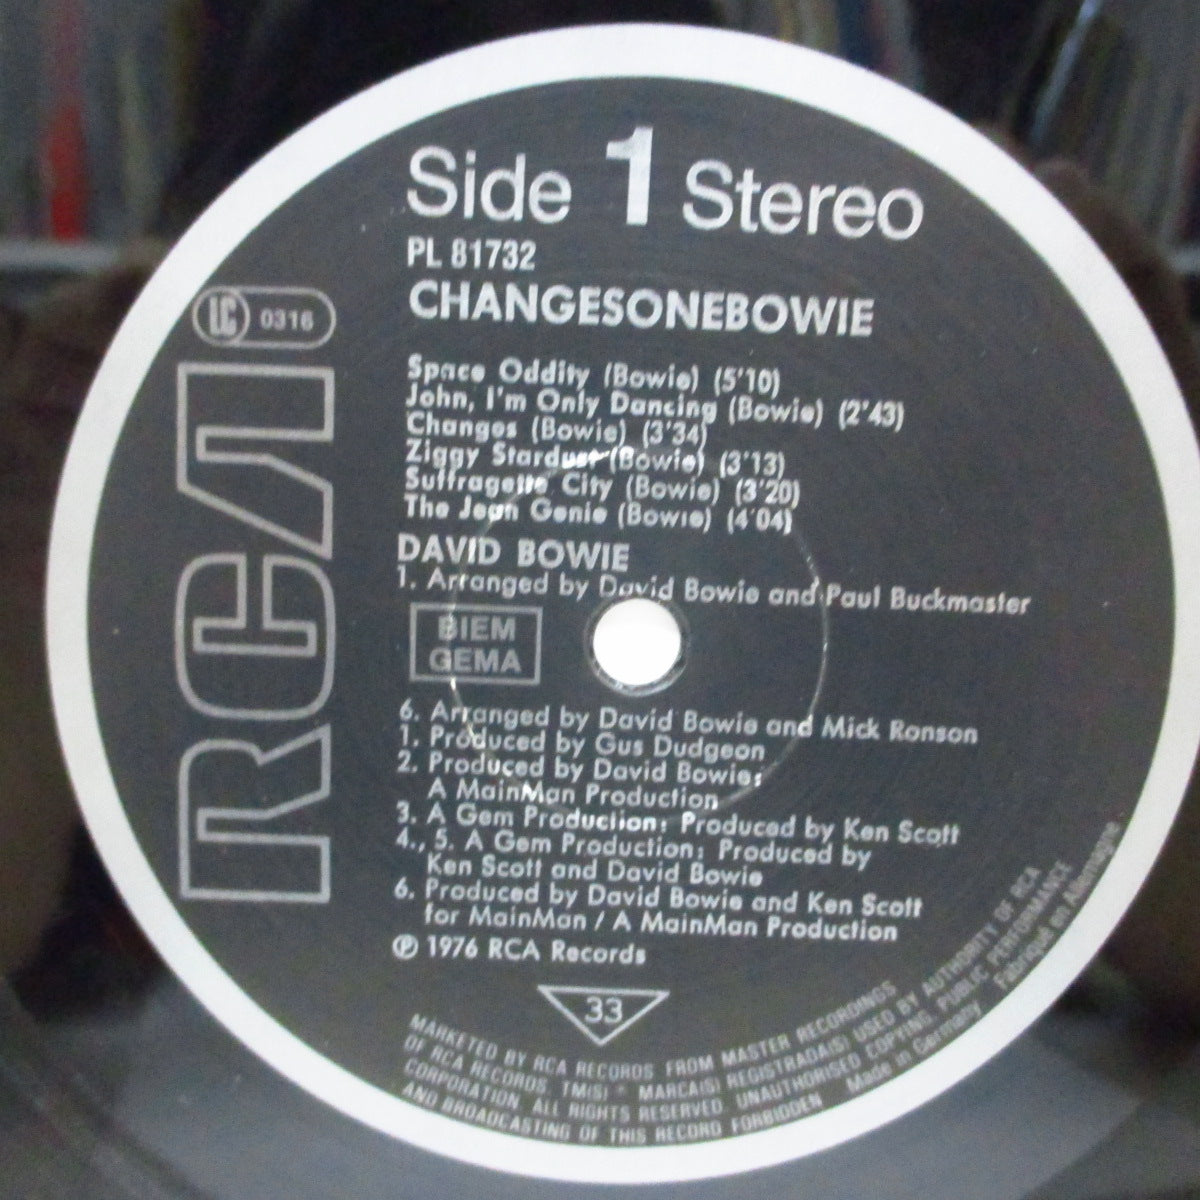 Side 1 Stereo
PL 81732
CHANGESONEBOWIE
LC 0316
RCA
Space Oddity (Bowie) (5'10)
John, I'm Only Dancing (Bowie) (2'43)
Changes (Bowie) (3'34)
Ziggy Stardust (Bowie) (3'13)
Suffragette City (Bowie) (3'20)
The Jean Genie (Bowie) (4'04)
DAVID BOWIE
1. Arranged by David Bowie and Paul Buckmaster
BIEM
GEMA
6. Arranged by David Bowie and Mick Ronson
1. Produced by Gus Dudgeon
2. Produced by David Bowie;
A MainMan Production
3. A Gem Production; Produced by Ken Scott
4., 5. A Gem Production; Produced by
Ken Scott and David Bowie
6. Produced by David Bowie and Ken Scott
for MainMan / A MainMan Production
℗ 1976 RCA Records
33
MARKETED BY RCA RECORDS FROM MASTER RECORDINGS
OF RCA RECORDS. TM(S) ® MARCA(S) REGISTRADA(S) USED BY AUTHORITY OF RCA
CORPORATION. ALL RIGHTS RESERVED. UNAUTHORISED COPYING, PUBLIC PERFORMANCE
AND BROADCASTING OF THIS RECORD FORBIDDEN Made in Germany Fabriqué en Allemagne